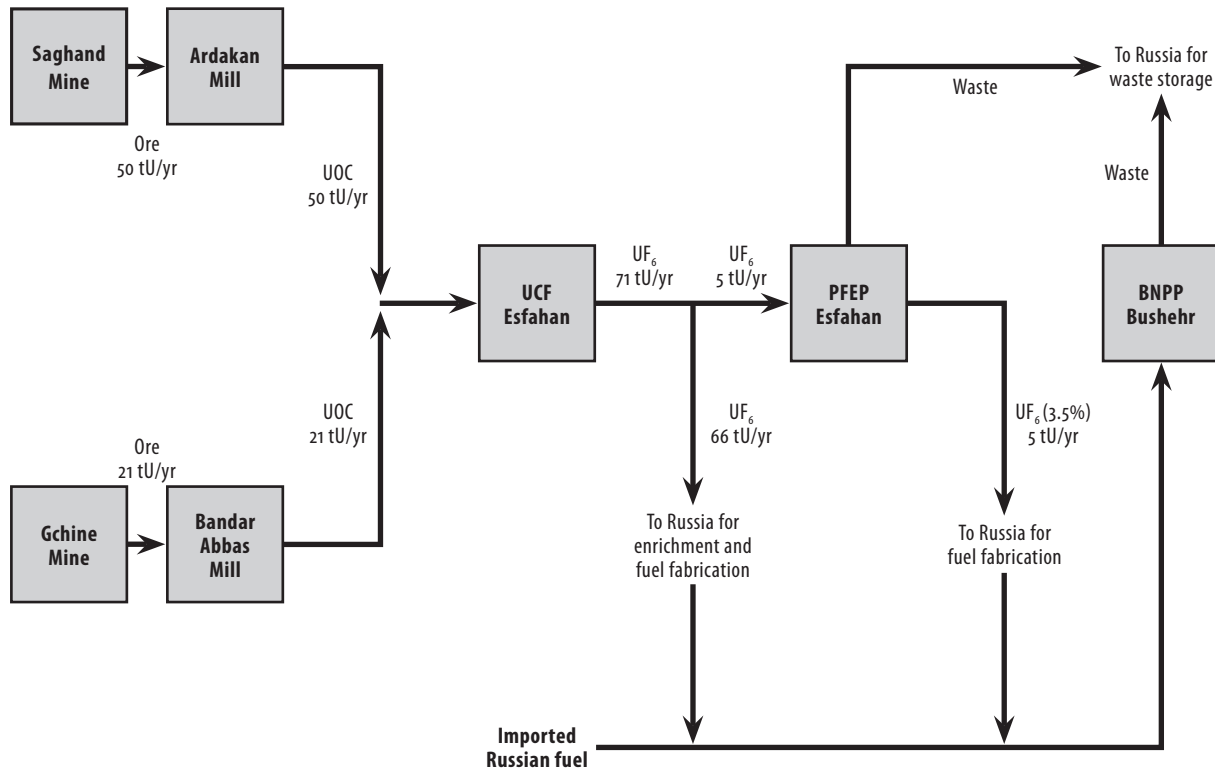 Saghand
Mine
Ardakan
Mill
To Russia for
waste storage
Waste
Ore
50 tU/yr
UOC
50 tU/yr
Waste
UF₆
71 tU/yr
UF₆
5 tU/yr
UCF
Esfahan
PFEP
Esfahan
BNPP
Bushehr
UOC
21 tU/yr
UF₆
66 tU/yr
UF₆ (3.5%)
5 tU/yr
Ore
21 tU/yr
Gchine
Mine
Bandar
Abbas
Mill
To Russia for
enrichment and
fuel fabrication
To Russia for
fuel fabrication
Imported
Russian fuel